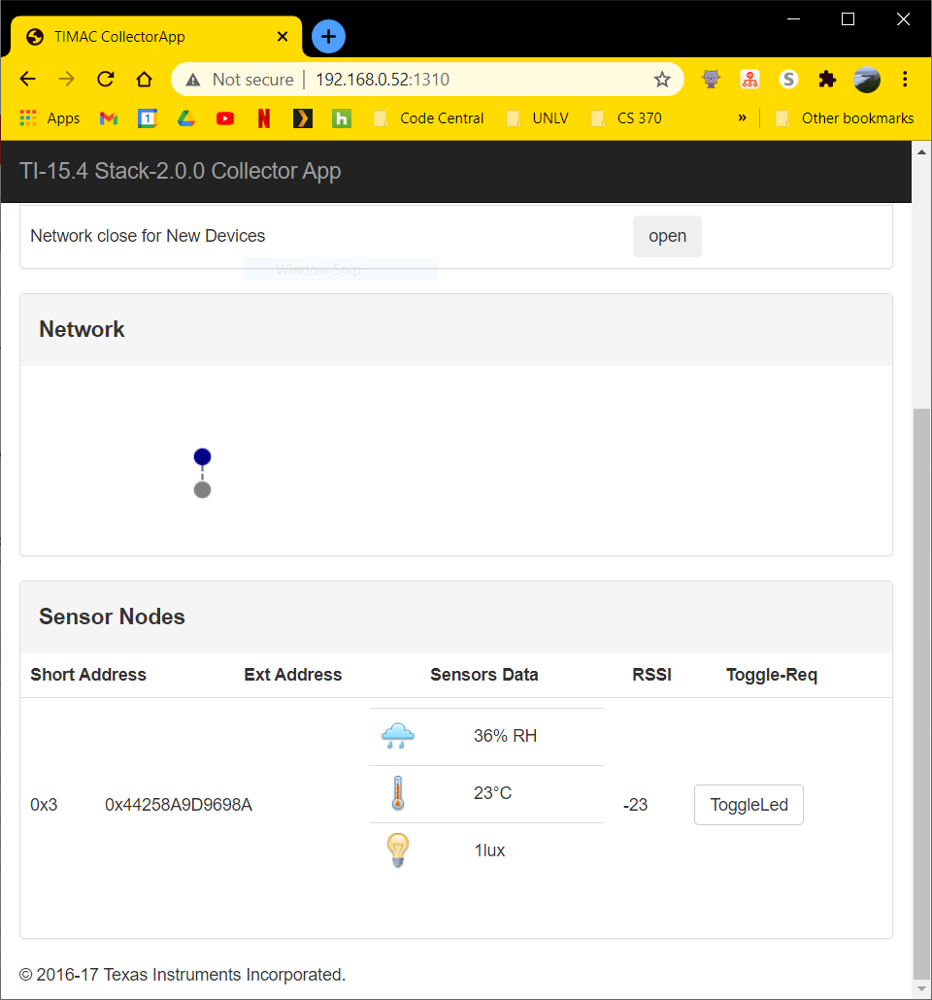 TIMAC CollectorApp
Not secure | 192.168.0.52:1310
S
Apps 1 N h Code Central UNLV CS 370 » Other bookmarks
TI-15.4 Stack-2.0.0 Collector App
Network close for New Devices open
Window Snip
Network
Sensor Nodes
Short Address Ext Address Sensors Data RSSI Toggle-Req
36% RH
23°C
0x3 0x44258A9D9698A -23 ToggleLed
1lux
© 2016-17 Texas Instruments Incorporated.